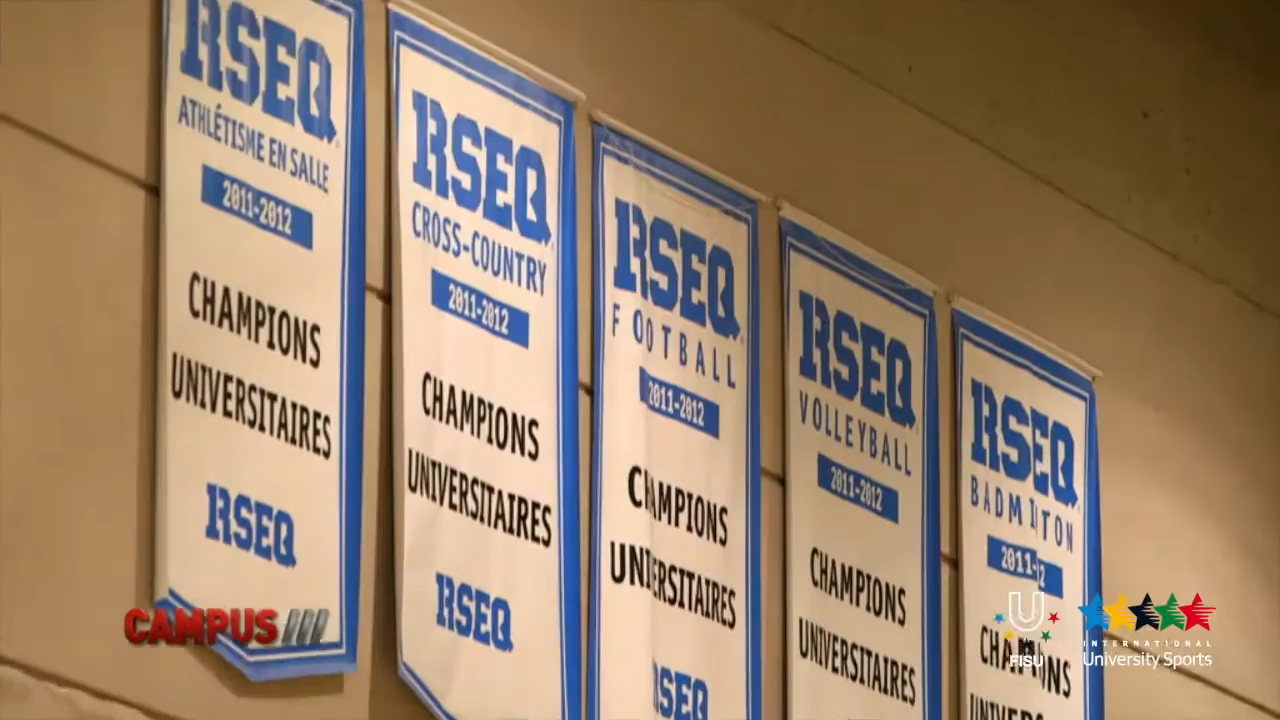 RSEQ
ATHLÉTISME EN SALLE
2011-2012
CHAMPIONS
UNIVERSITAIRES
RSEQ
RSEQ
CROSS-COUNTRY
2011-2012
CHAMPIONS
UNIVERSITAIRES
RSEQ
RSEQ
FOOTBALL
2011-2012
CHAMPIONS
UNIVERSITAIRES
RSEQ
RSEQ
VOLLEYBALL
2011-2012
CHAMPIONS
UNIVERSITAIRES
RSEQ
BADMINTON
2011-12
CHAMPIONS
CAMPUS
U
FISU
INTERNATIONAL
University Sports